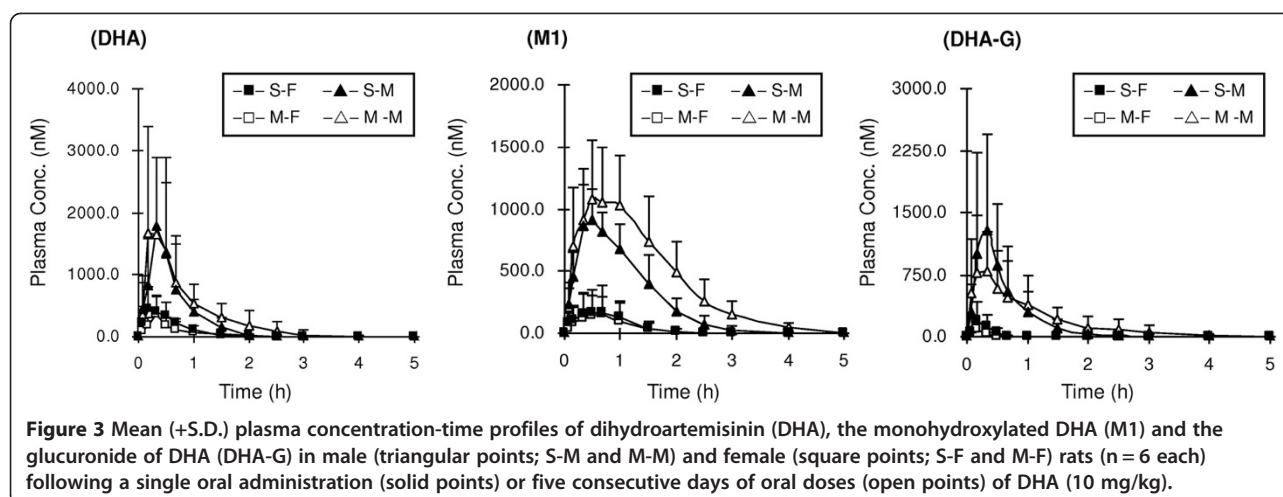 (DHA)
(M1)
(DHA-G)
S-F S-M
M-F M -M
S-F S-M
M-F M -M
S-F S-M
M-F M -M
Plasma Conc. (nM)
4000.0
3000.0
2000.0
1000.0
0.0
0 1 2 3 4 5
Time (h)
Plasma Conc. (nM)
2000.0
1500.0
1000.0
500.0
0.0
0 1 2 3 4 5
Time (h)
Plasma Conc. (nM)
3000.0
2250.0
1500.0
750.0
0.0
0 1 2 3 4 5
Time (h)
Figure 3 Mean (+S.D.) plasma concentration-time profiles of dihydroartemisinin (DHA), the monohydroxylated DHA (M1) and the
glucuronide of DHA (DHA-G) in male (triangular points; S-M and M-M) and female (square points; S-F and M-F) rats (n = 6 each)
following a single oral administration (solid points) or five consecutive days of oral doses (open points) of DHA (10 mg/kg).